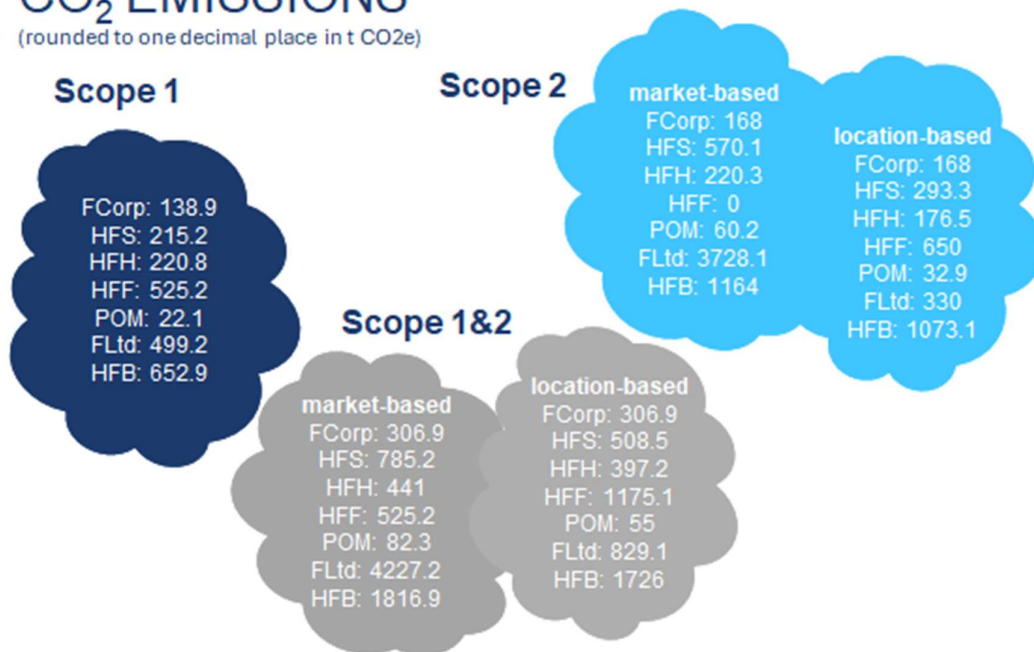 CO₂ EMISSIONS
(rounded to one decimal place in t CO2e)
Scope 1
FCorp: 138.9
HFS: 215.2
HFH: 220.8
HFF: 525.2
POM: 22.1
FLtd: 499.2
HFB: 652.9
Scope 2
market-based
FCorp: 168
HFS: 570.1
HFH: 220.3
HFF: 0
POM: 60.2
FLtd: 3728.1
HFB: 1164
location-based
FCorp: 168
HFS: 293.3
HFH: 176.5
HFF: 650
POM: 32.9
FLtd: 330
HFB: 1073.1
Scope 1&2
market-based
FCorp: 306.9
HFS: 785.2
HFH: 441
HFF: 525.2
POM: 82.3
FLtd: 4227.2
HFB: 1816.9
location-based
FCorp: 306.9
HFS: 508.5
HFH: 397.2
HFF: 1175.1
POM: 55
FLtd: 829.1
HFB: 1726